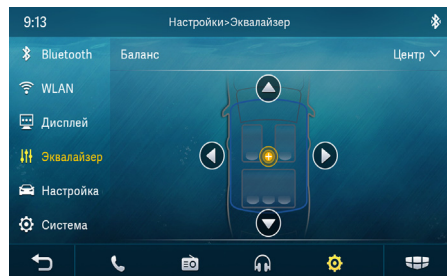 9:13 Настройки>Эквалайзер
Bluetooth Баланс Центр
WLAN
Дисплей
Эквалайзер
Настройка
Система